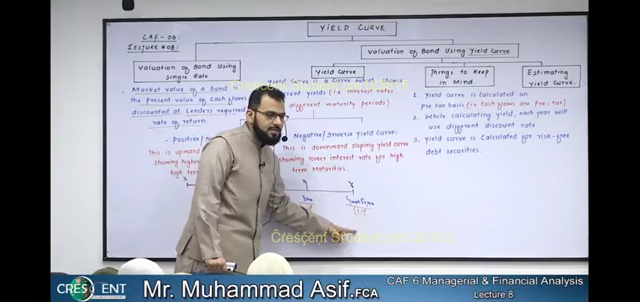 YIELD CURVE
CAF-06
LECTURE #08
Valuation of Bond Using Yield Curve
Valuation of Bond Using
Single Rate
Yield Curve
Things to Keep
in Mind
Estimating
Yield Curve
Market value of a bond is
the Present value of Cash flows
discounted at Lenders required
rate of return.
Yield Curve is a Curve which shows
yields (i.e interest rates
different maturity periods)
Positive/
This is upward
showing higher
high term
Negative/Inverse Yield Curve:
This is downward sloping yield curve
showing lower interest rate for high
term Maturities.
1 Yield curve is Calculated on
Pre tax basis (i.e Cash flows are Pre-tax)
2. While calculating yield, each year will
use different discount rate.
3. Yield curve is Calculated for risk-free
debt securities.
Crescent
CRESCENT
Mr. Muhammad Asif,FCA
CAF 6 Managerial & Financial Analysis
Lecture 8